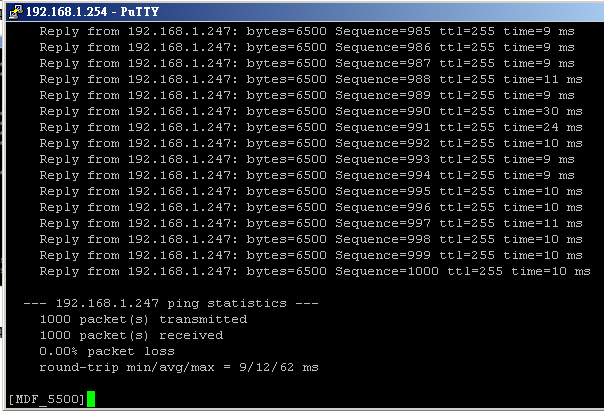 192.168.1.254 - PuTTY
Reply from 192.168.1.247: bytes=6500 Sequence=985 ttl=255 time=9 ms
Reply from 192.168.1.247: bytes=6500 Sequence=986 ttl=255 time=9 ms
Reply from 192.168.1.247: bytes=6500 Sequence=987 ttl=255 time=9 ms
Reply from 192.168.1.247: bytes=6500 Sequence=988 ttl=255 time=11 ms
Reply from 192.168.1.247: bytes=6500 Sequence=989 ttl=255 time=9 ms
Reply from 192.168.1.247: bytes=6500 Sequence=990 ttl=255 time=30 ms
Reply from 192.168.1.247: bytes=6500 Sequence=991 ttl=255 time=24 ms
Reply from 192.168.1.247: bytes=6500 Sequence=992 ttl=255 time=10 ms
Reply from 192.168.1.247: bytes=6500 Sequence=993 ttl=255 time=9 ms
Reply from 192.168.1.247: bytes=6500 Sequence=994 ttl=255 time=9 ms
Reply from 192.168.1.247: bytes=6500 Sequence=995 ttl=255 time=10 ms
Reply from 192.168.1.247: bytes=6500 Sequence=996 ttl=255 time=10 ms
Reply from 192.168.1.247: bytes=6500 Sequence=997 ttl=255 time=11 ms
Reply from 192.168.1.247: bytes=6500 Sequence=998 ttl=255 time=10 ms
Reply from 192.168.1.247: bytes=6500 Sequence=999 ttl=255 time=10 ms
Reply from 192.168.1.247: bytes=6500 Sequence=1000 ttl=255 time=10 ms
--- 192.168.1.247 ping statistics ---
1000 packet(s) transmitted
1000 packet(s) received
0.00% packet loss
round-trip min/avg/max = 9/12/62 ms
[MDF_5500]